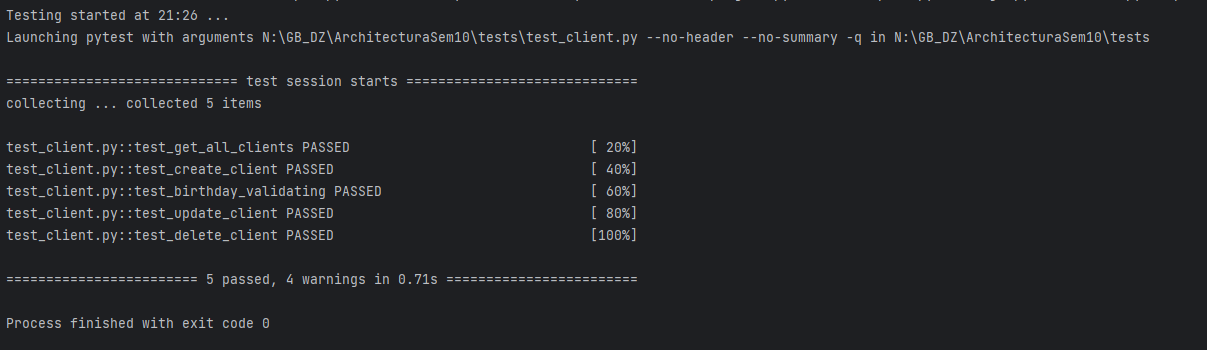 Testing started at 21:26 ...
Launching pytest with arguments N:\GB_DZ\ArchitecturaSem10\tests\test_client.py --no-header --no-summary -q in N:\GB_DZ\ArchitecturaSem10\tests
============================= test session starts =============================
collecting ... collected 5 items
test_client.py::test_get_all_clients PASSED                              [ 20%]
test_client.py::test_create_client PASSED                                [ 40%]
test_client.py::test_birthday_validating PASSED                          [ 60%]
test_client.py::test_update_client PASSED                                [ 80%]
test_client.py::test_delete_client PASSED                                [100%]
======================== 5 passed, 4 warnings in 0.71s ========================
Process finished with exit code 0